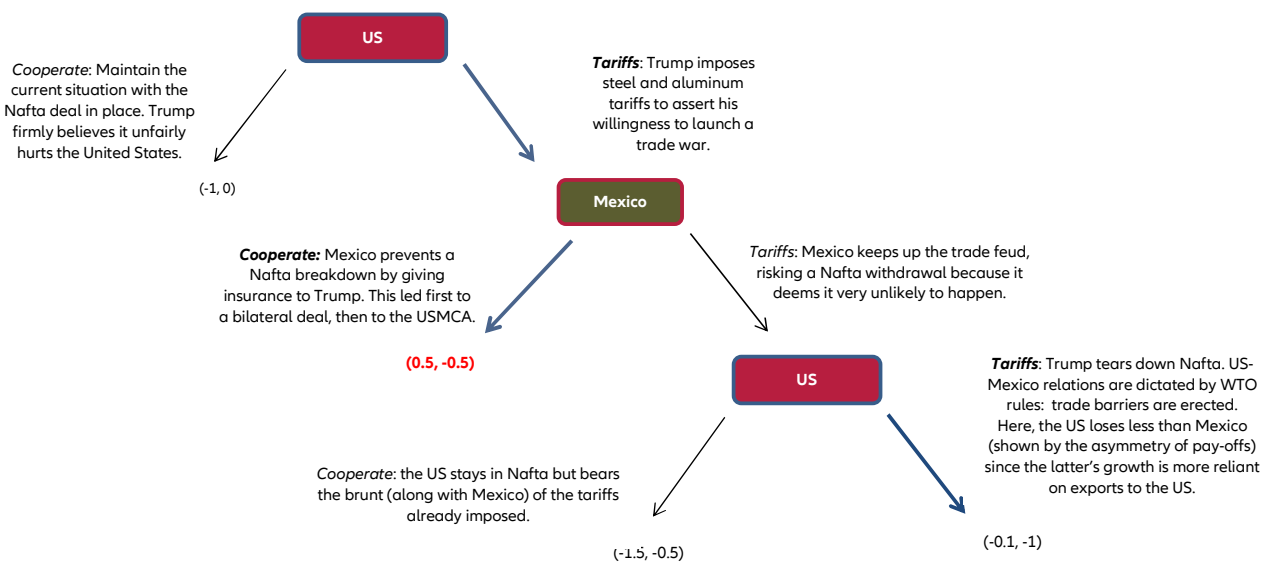 US
Cooperate: Maintain the
current situation with the
Nafta deal in place. Trump
firmly believes it unfairly
hurts the United States.
Tariffs: Trump imposes
steel and aluminum
tariffs to assert his
willingness to launch a
trade war.
(-1, 0)
Mexico
Cooperate: Mexico prevents a
Nafta breakdown by giving
insurance to Trump. This led first to
a bilateral deal, then to the USMCA.
Tariffs: Mexico keeps up the trade feud,
risking a Nafta withdrawal because it
deems it very unlikely to happen.
(0.5, -0.5)
US
Tariffs: Trump tears down Nafta. US-
Mexico relations are dictated by WTO
rules: trade barriers are erected.
Here, the US loses less than Mexico
(shown by the asymmetry of pay-offs)
since the latter's growth is more reliant
on exports to the US.
Cooperate: the US stays in Nafta but bears
the brunt (along with Mexico) of the tariffs
already imposed.
(-1.5, -0.5)
(-0.1, -1)